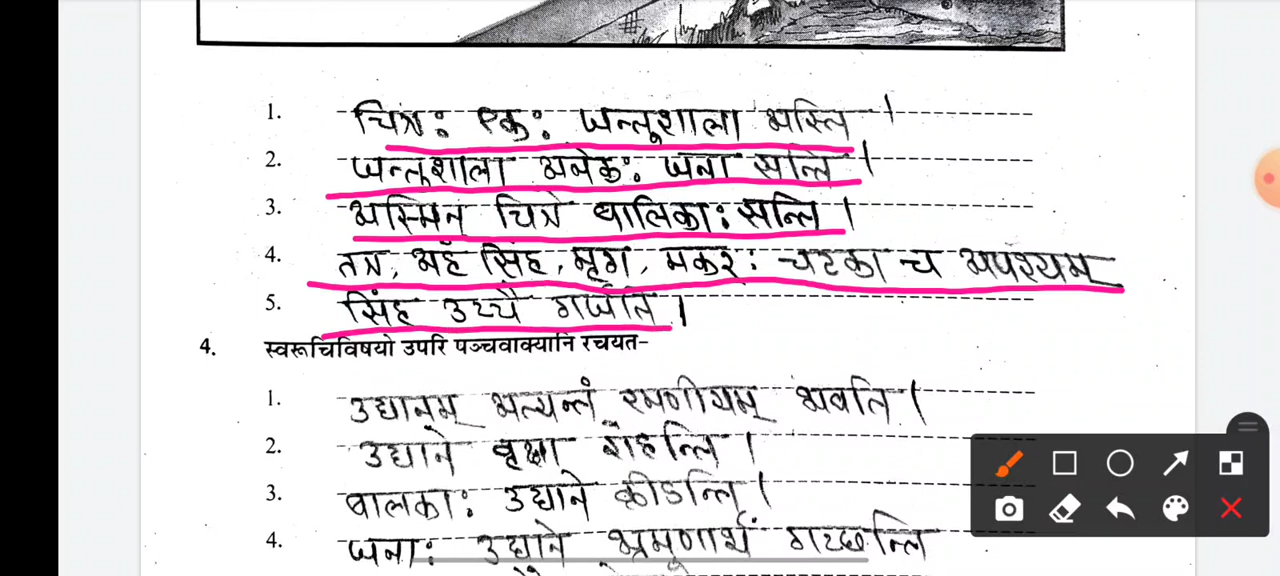 1. चित्रः एकः जन्तुशाला अस्ति ।
2. जन्तुशाला अनेकः जना सन्ति ।
3. अस्मिन चित्रे बालिकाः सन्ति ।
4. तत्र, अहं सिंह, मृग, मकरः चटका च अपश्यम्
5. सिंह उच्चै गर्जति ।
4. स्वरूचिविषयो उपरि पञ्चवाक्यानि रचयत-
1. उद्यानम् अत्यन्तं रमणीयम् भवति ।
2. उद्याने वृक्षा रोहन्ति ।
3. बालकाः उद्याने क्रीडन्ति ।
4. जनाः उद्याने भ्रमणार्थं गच्छन्ति